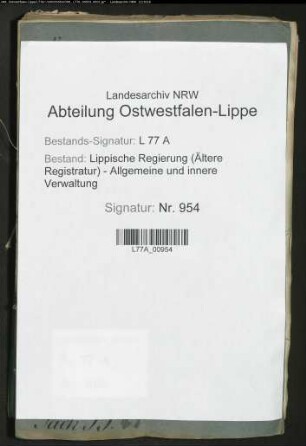 Landesarchiv NRW
Abteilung Ostwestfalen-Lippe
Bestands-Signatur: L 77 A
Bestand: Lippische Regierung (Ältere
Registratur) - Allgemeine und innere
Verwaltung
Signatur: Nr. 954
L77A_00954